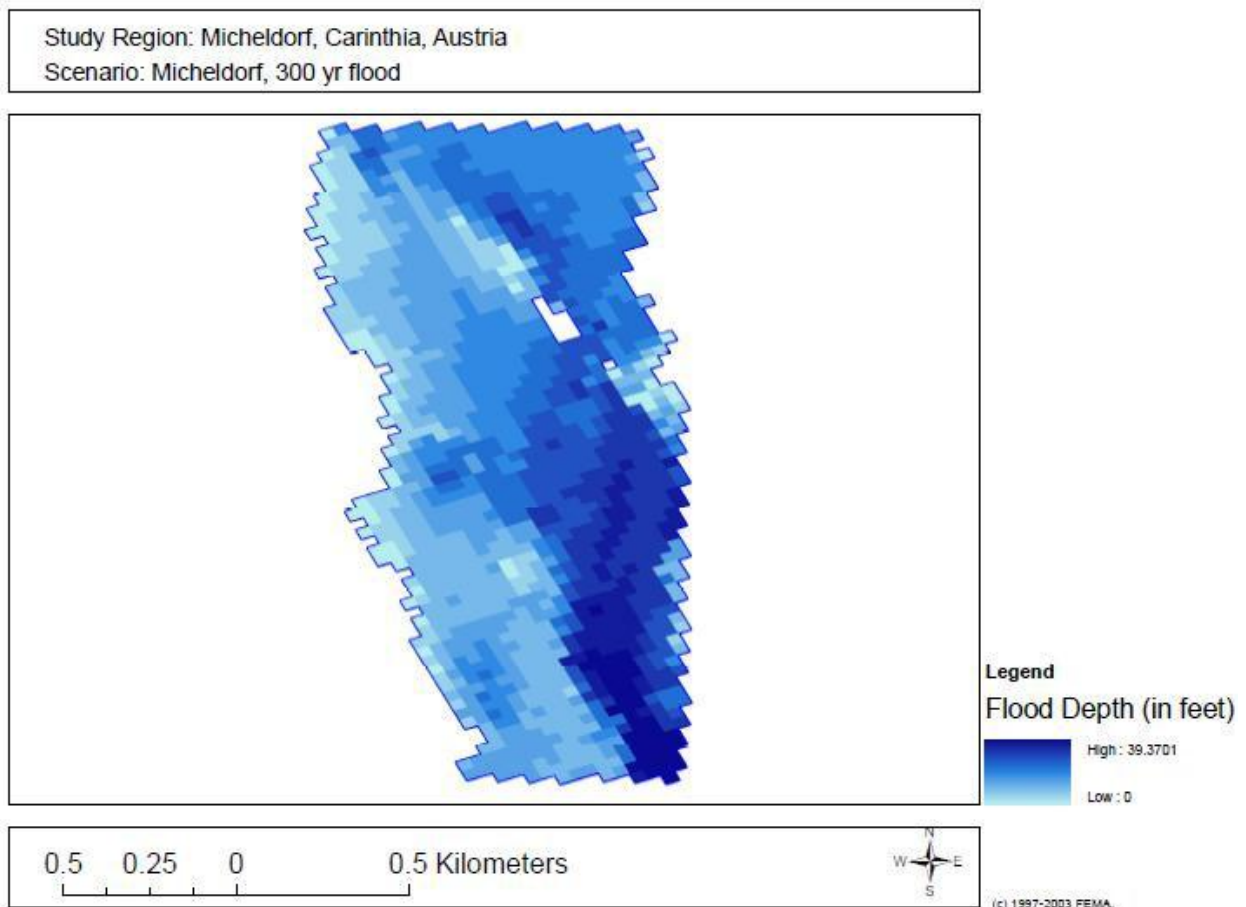 Study Region: Micheldorf, Carinthia, Austria
Scenario: Micheldorf, 300 yr flood
Legend
Flood Depth (in feet)
High : 39.3701
Low : 0
0.5 0.25 0 0.5 Kilometers
N
W E
S
(c) 1997-2003 FEMA.